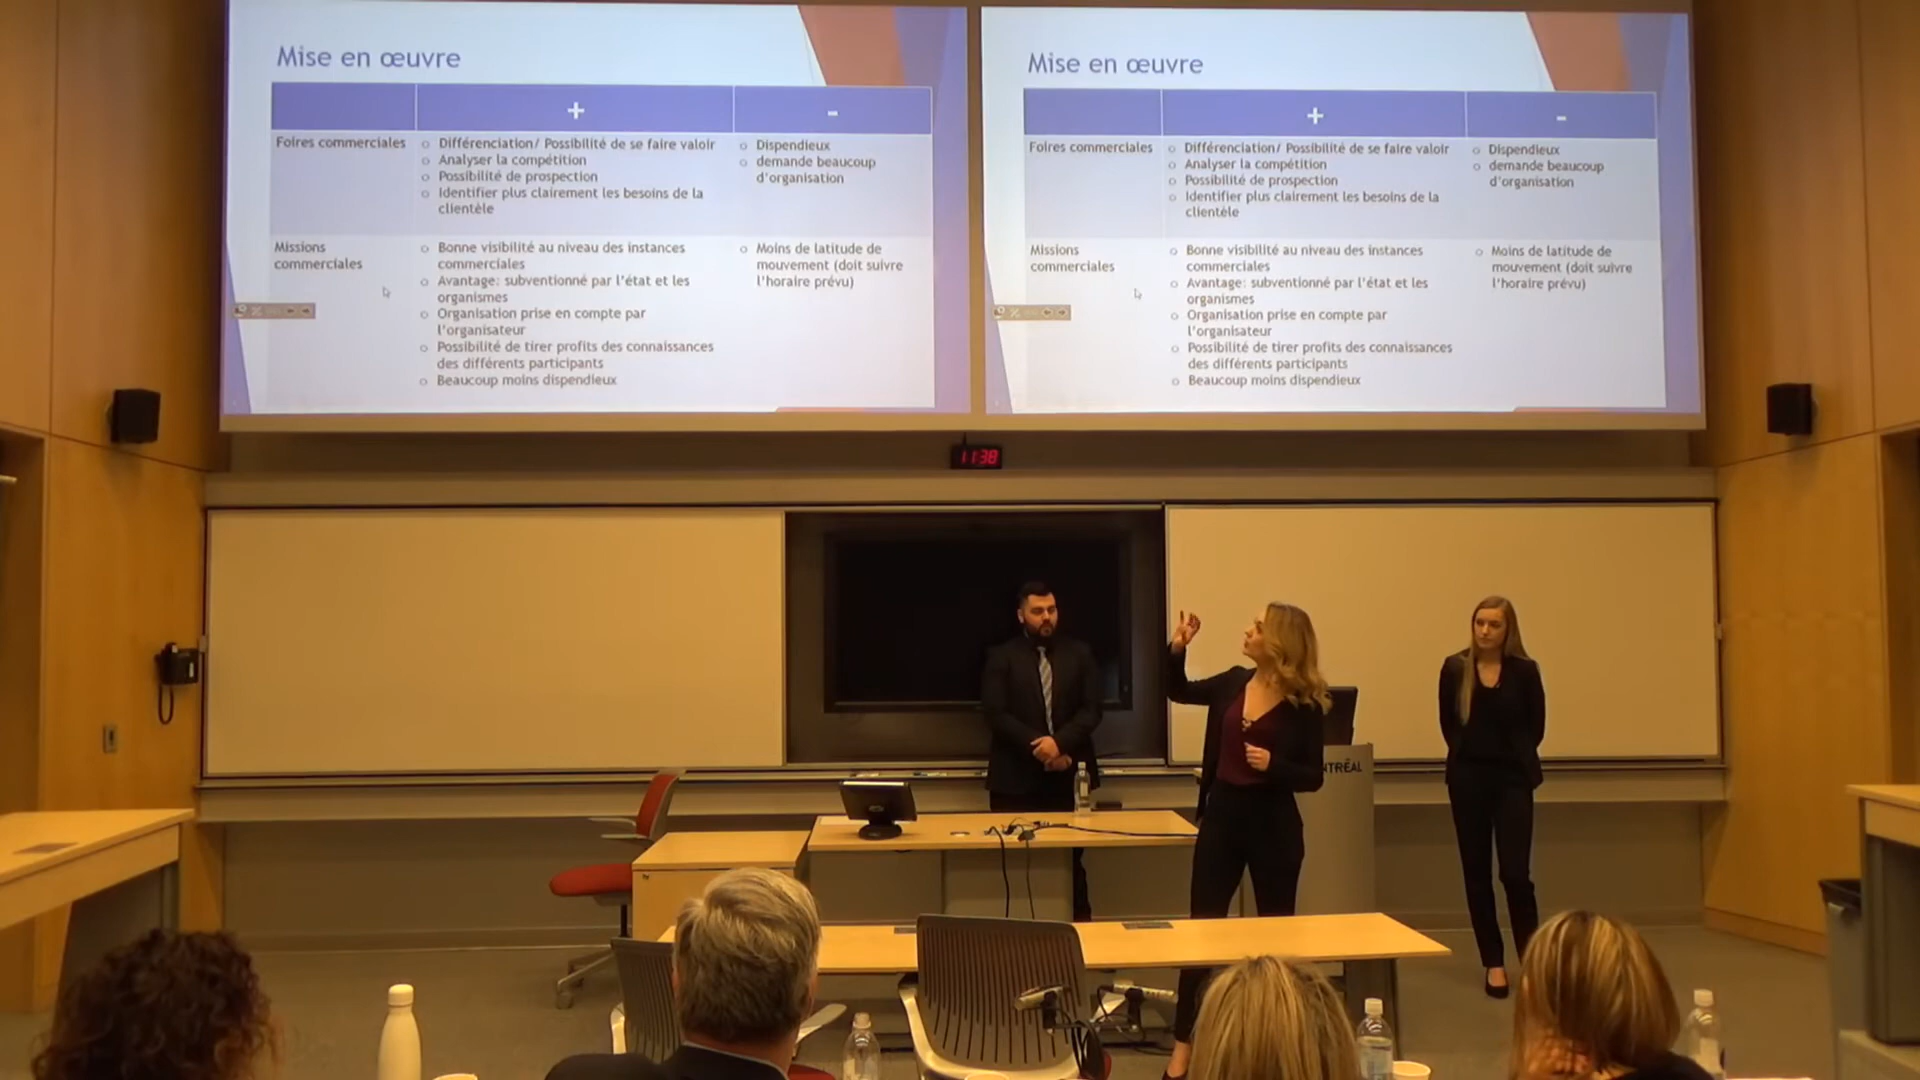 Mise en œuvre
+
-
Foires commerciales
o Différenciation/ Possibilité de se faire valoir
o Analyser la compétition
o Possibilité de prospection
o Identifier plus clairement les besoins de la
clientèle
o Dispendieux
o demande beaucoup
d'organisation
Missions
commerciales
o Bonne visibilité au niveau des instances
commerciales
o Avantage: subventionné par l'état et les
organismes
o Organisation prise en compte par
l'organisateur
o Possibilité de tirer profits des connaissances
des différents participants
o Beaucoup moins dispendieux
o Moins de latitude de
mouvement (doit suivre
l'horaire prévu)
Mise en œuvre
+
-
Foires commerciales
o Différenciation/ Possibilité de se faire valoir
o Analyser la compétition
o Possibilité de prospection
o Identifier plus clairement les besoins de la
clientèle
o Dispendieux
o demande beaucoup
d'organisation
Missions
commerciales
o Bonne visibilité au niveau des instances
commerciales
o Avantage: subventionné par l'état et les
organismes
o Organisation prise en compte par
l'organisateur
o Possibilité de tirer profits des connaissances
des différents participants
o Beaucoup moins dispendieux
o Moins de latitude de
mouvement (doit suivre
l'horaire prévu)
11:38
NTRÉAL